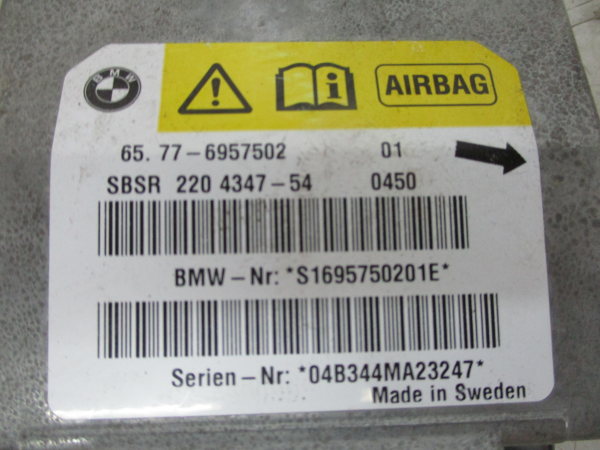 BMW
AIRBAG
65. 77-6957502 01
SBSR 220 4347-54 0450
BMW-Nr: *S1695750201E*
Serien-Nr: *04B344MA23247*
Made in Sweden